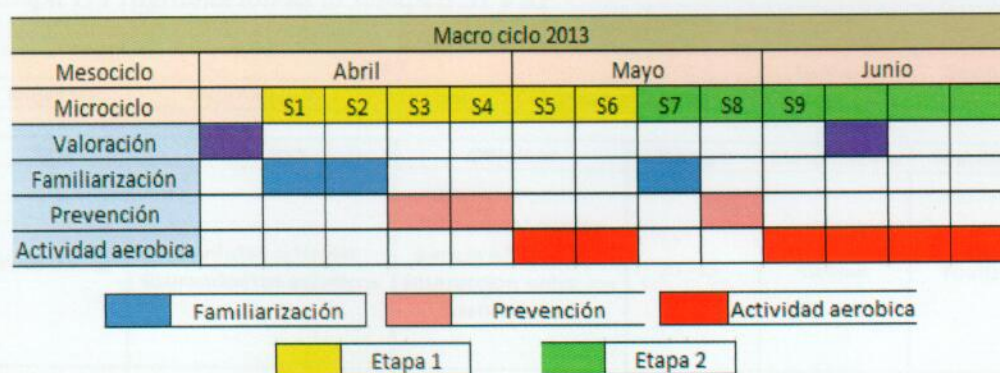 Macro ciclo 2013
Mesociclo Abril Mayo Junio
Microciclo S1 S2 S3 S4 S5 S6 S7 S8 S9
Valoración
Familiarización
Prevención
Actividad aerobica
Familiarización Prevención Actividad aerobica
Etapa 1 Etapa 2